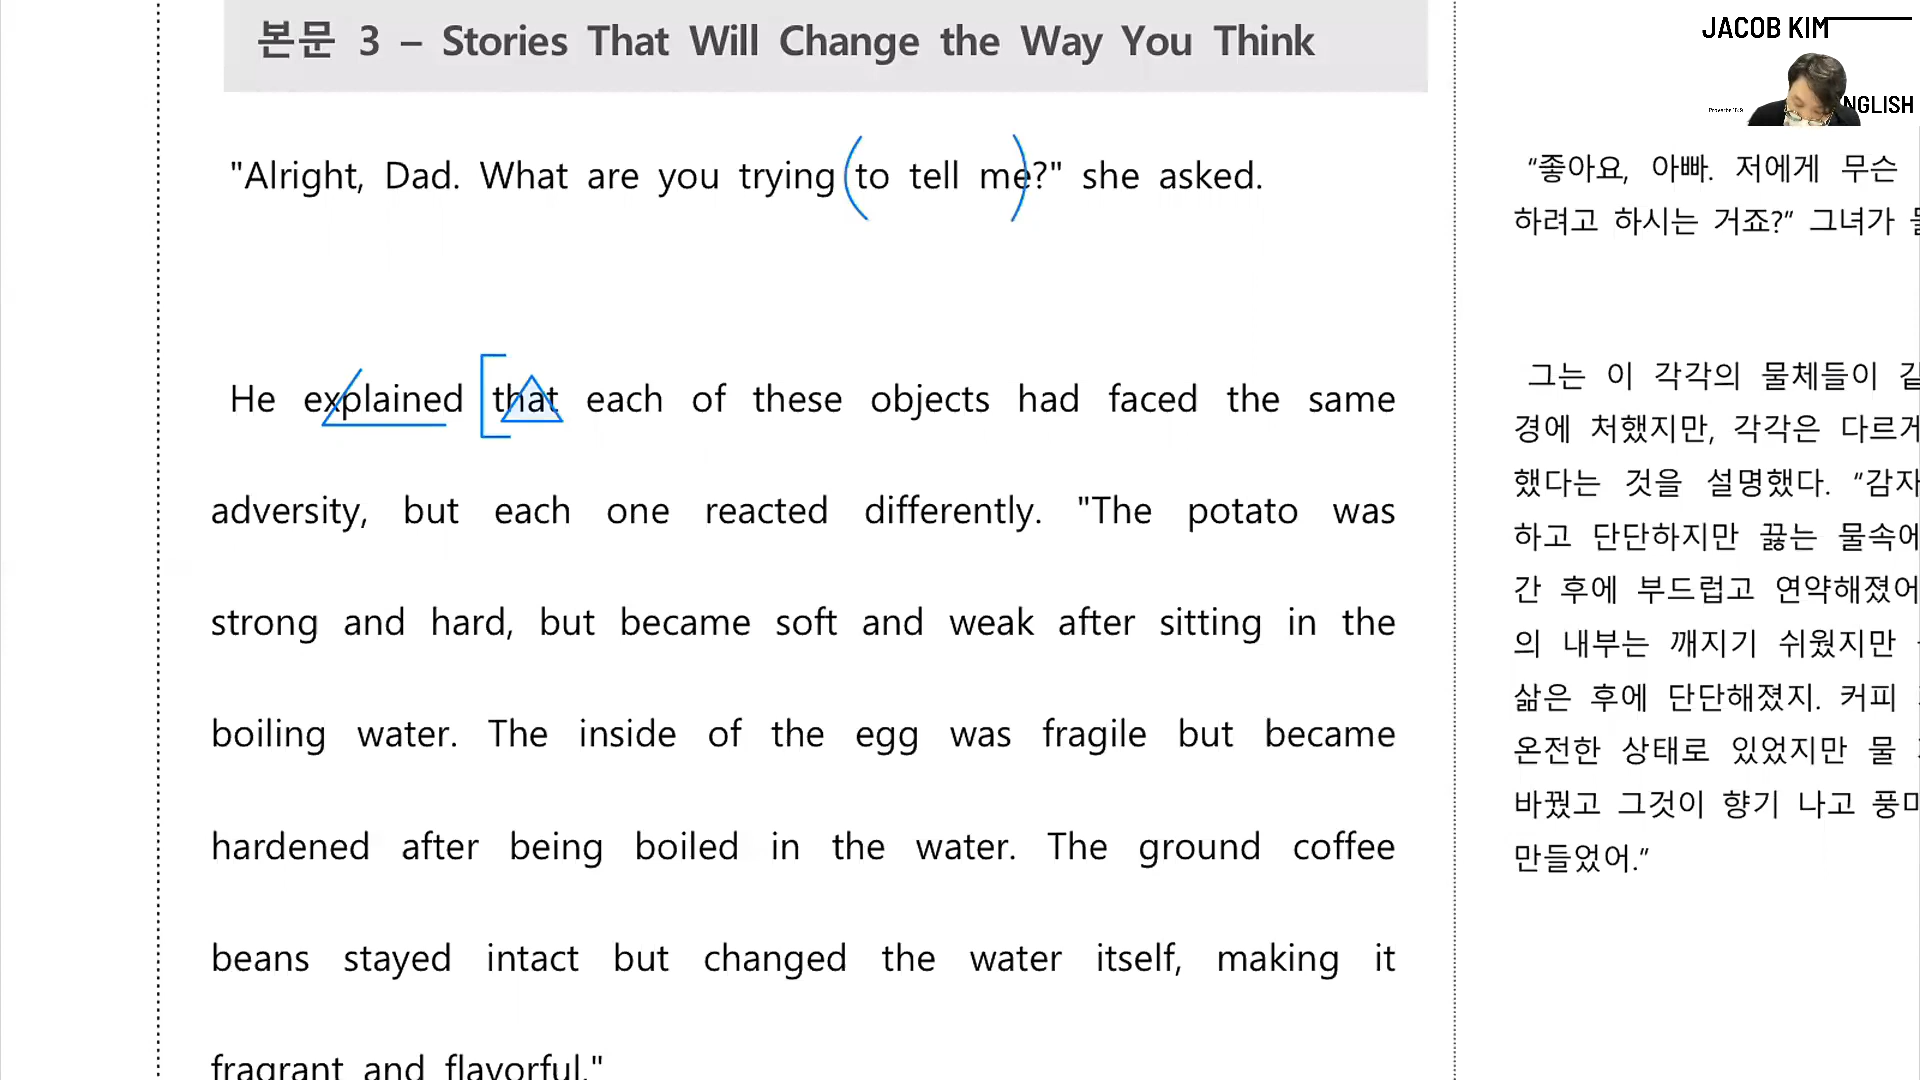 본문 3 – Stories That Will Change the Way You Think
JACOB KIM
NGLISH
"Alright, Dad. What are you trying to tell me?" she asked.
He explained that each of these objects had faced the same
adversity, but each one reacted differently. "The potato was
strong and hard, but became soft and weak after sitting in the
boiling water. The inside of the egg was fragile but became
hardened after being boiled in the water. The ground coffee
beans stayed intact but changed the water itself, making it
fragrant and flavorful."
“좋아요, 아빠. 저에게 무슨
하려고 하시는 거죠?” 그녀가
그는 이 각각의 물체들이
경에 처했지만, 각각은 다르게
했다는 것을 설명했다. “감자
하고 단단하지만 끓는 물속에
간 후에 부드럽고 연약해졌어
의 내부는 깨지기 쉬웠지만
삶은 후에 단단해졌지. 커피
온전한 상태로 있었지만 물
바꿨고 그것이 향기 나고
만들었어.”